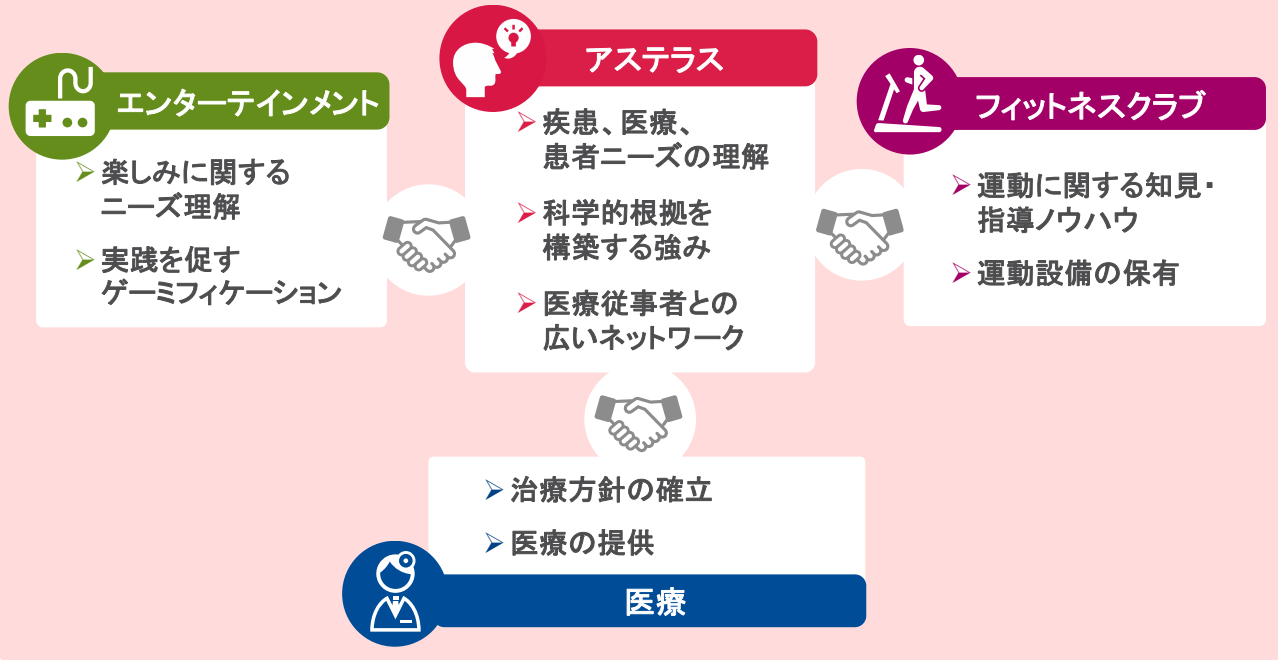 エンターテインメント
楽しみに関する
ニーズ理解
実践を促す
ゲーミフィケーション
アステラス
疾患、医療、
患者ニーズの理解
科学的根拠を
構築する強み
医療従事者との
広いネットワーク
フィットネスクラブ
運動に関する知見・
指導ノウハウ
運動設備の保有
治療方針の確立
医療の提供
医療